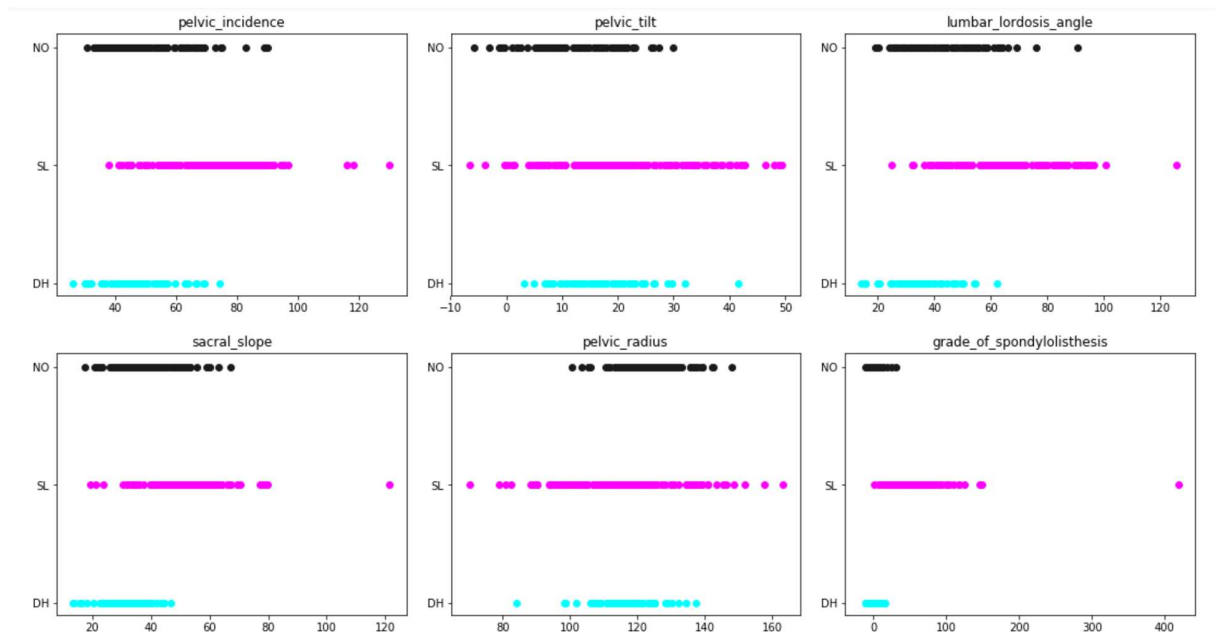 pelvic_incidence
NO
SL
DH
40 60 80 100 120
pelvic_tilt
NO
SL
DH
−10 0 10 20 30 40 50
lumbar_lordosis_angle
NO
SL
DH
20 40 60 80 100 120
sacral_slope
NO
SL
DH
20 40 60 80 100 120
pelvic_radius
NO
SL
DH
80 100 120 140 160
grade_of_spondylolisthesis
NO
SL
DH
0 100 200 300 400